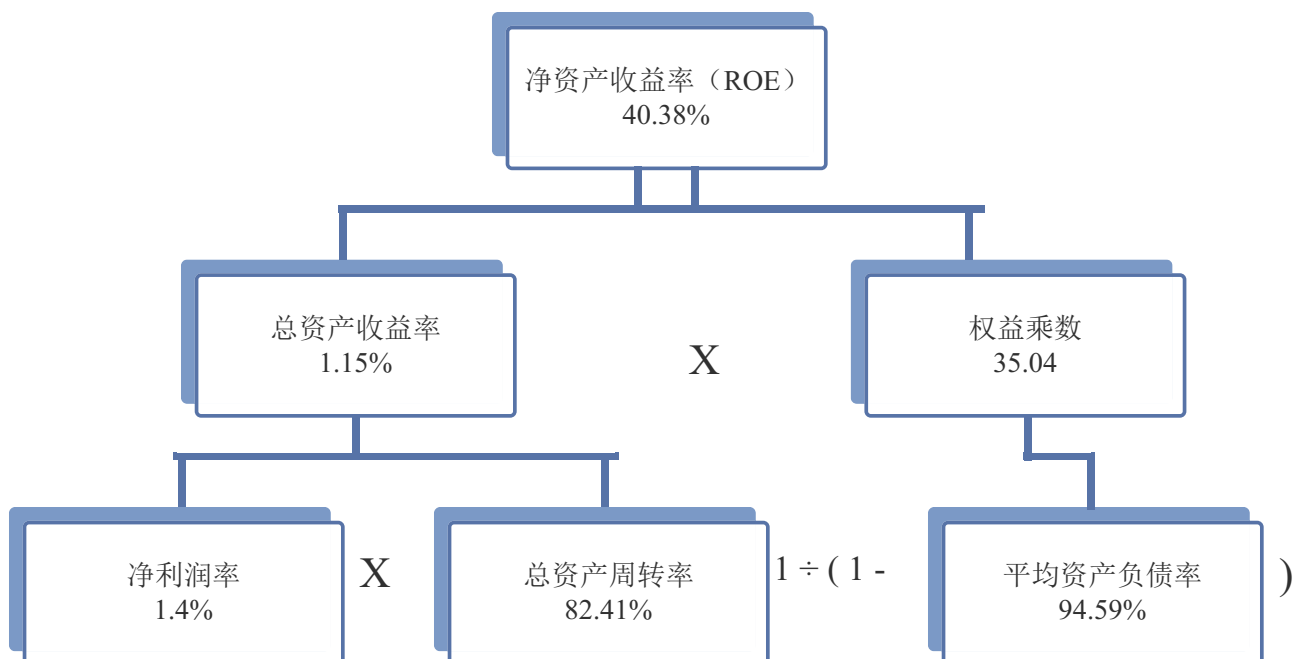 净资产收益率（ROE）
40.38%
总资产收益率
1.15%
X
权益乘数
35.04
净利润率
1.4%
X
总资产周转率
82.41%
1 ÷ ( 1 -
平均资产负债率
94.59%
)